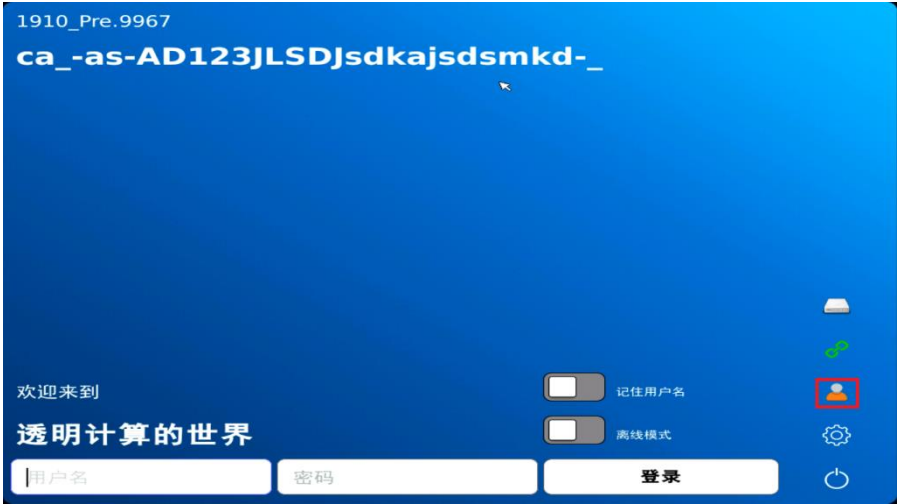 1910_Pre.9967
ca_-as-AD123JLSDJsdkajsdsmkd-_
欢迎来到
记住用户名
透明计算的世界
离线模式
用户名
密码
登录